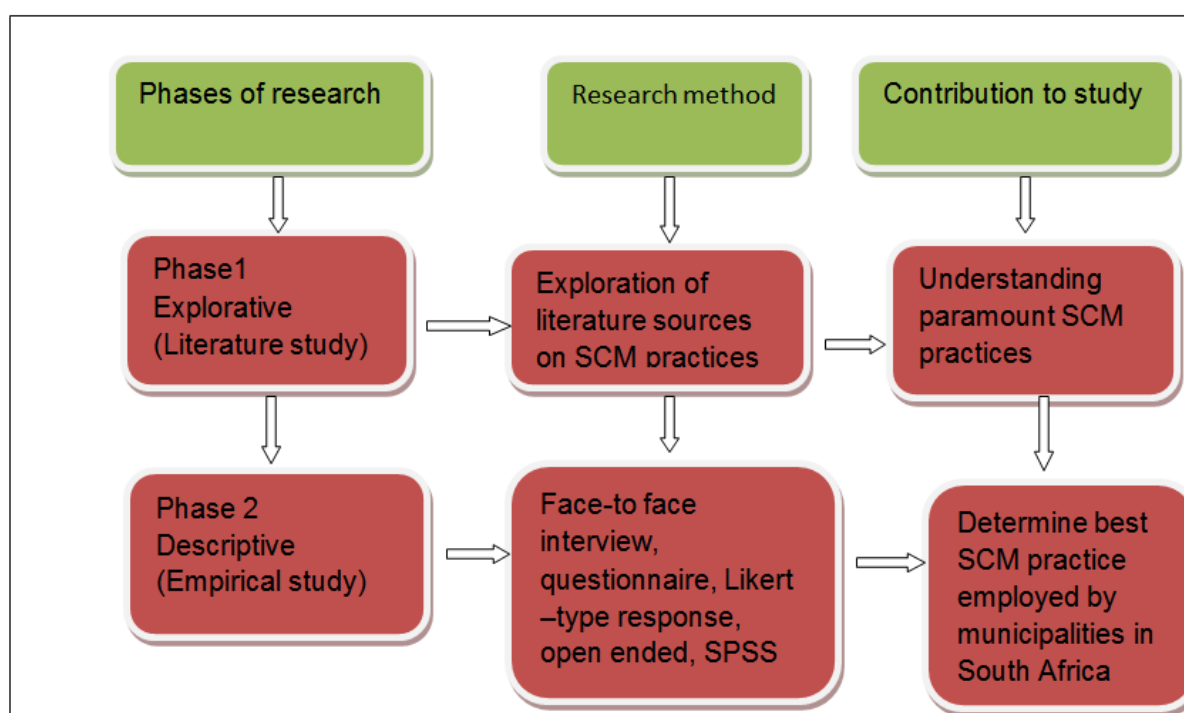 Phases of research
Research method
Contribution to study
Phase1
Explorative
(Literature study)
Exploration of
literature sources
on SCM practices
Understanding
paramount SCM
practices
Phase 2
Descriptive
(Empirical study)
Face-to face
interview,
questionnaire, Likert
–type response,
open ended, SPSS
Determine best
SCM practice
employed by
municipalities in
South Africa